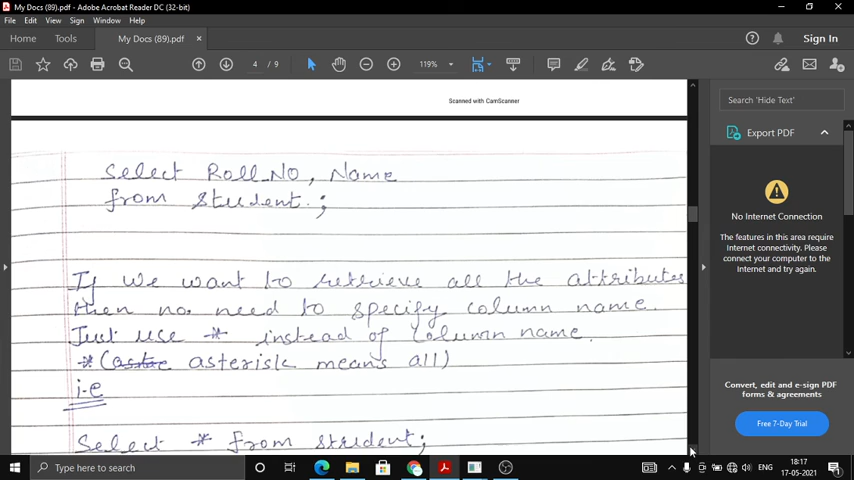 My Docs (89).pdf - Adobe Acrobat Reader DC (32-bit)
File Edit View Sign Window Help
Home Tools My Docs (89).pdf × Sign In
4 / 9 119%
Scanned with CamScanner
Select Roll_No, Name
from Student.;
If we want to retrieve all the attributes
then no need to specify column name.
Just use * instead of column name.
* (asterisk means all)
i.e
Select * from student;
Search 'Hide Text'
Export PDF
No Internet Connection
The features in this area require
Internet connectivity. Please
connect your computer to the
Internet and try again.
Convert, edit and e-sign PDF
forms & agreements
Free 7-Day Trial
Type here to search
ENG
18:17
17-05-2021
1